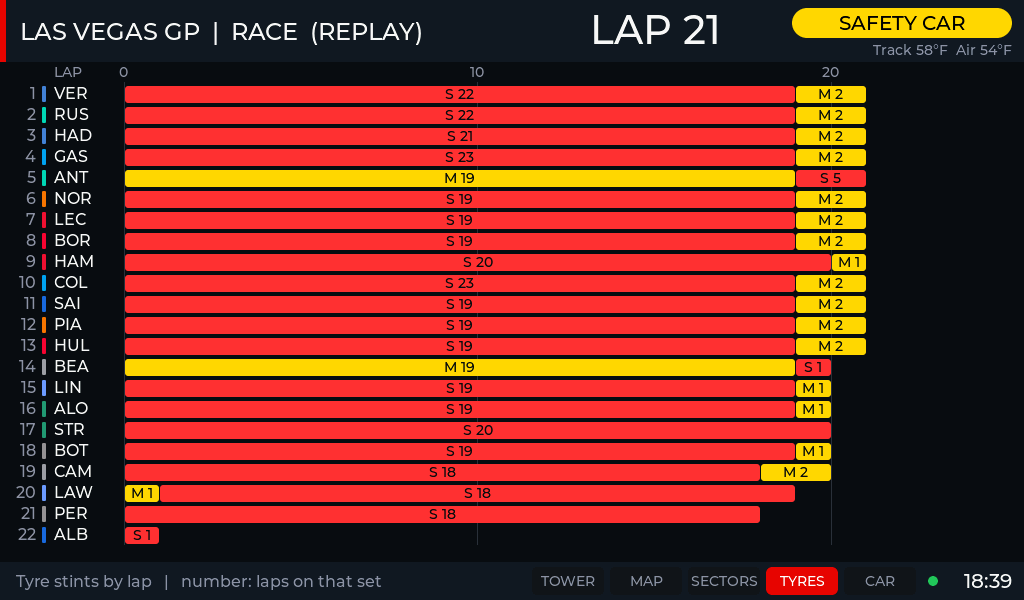 LAS VEGAS GP | RACE (REPLAY)
LAP 21
SAFETY CAR
Track 58°F Air 54°F
LAP 0 10 20
1 VER S 22 M 2
2 RUS S 22 M 2
3 HAD S 21 M 2
4 GAS S 23 M 2
5 ANT M 19 S 5
6 NOR S 19 M 2
7 LEC S 19 M 2
8 BOR S 19 M 2
9 HAM S 20 M 1
10 COL S 23 M 2
11 SAI S 19 M 2
12 PIA S 19 M 2
13 HUL S 19 M 2
14 BEA M 19 S 1
15 LIN S 19 M 1
16 ALO S 19 M 1
17 STR S 20
18 BOT S 19 M 1
19 CAM S 18 M 2
20 LAW M 1 S 18
21 PER S 18
22 ALB S 1
Tyre stints by lap | number: laps on that set
TOWER MAP SECTORS TYRES CAR 18:39